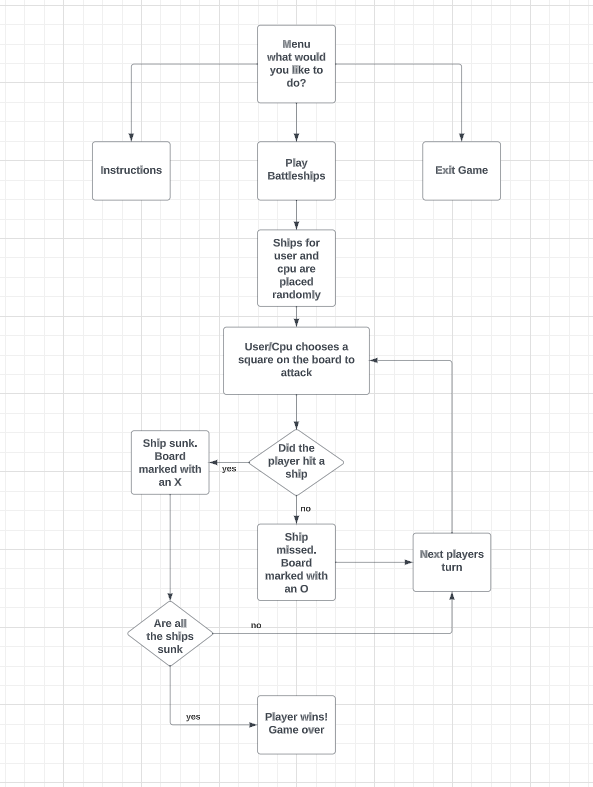 Menu
what would
you like to
do?
Instructions
Play
Battleships
Exit Game
Ships for
user and
cpu are
placed
randomly
User/Cpu chooses a
square on the board to
attack
Did the
player hit a
ship
yes
Ship sunk.
Board
marked with
an X
no
Ship
missed.
Board
marked with
an O
Next players
turn
Are all
the ships
sunk
no
yes
Player wins!
Game over